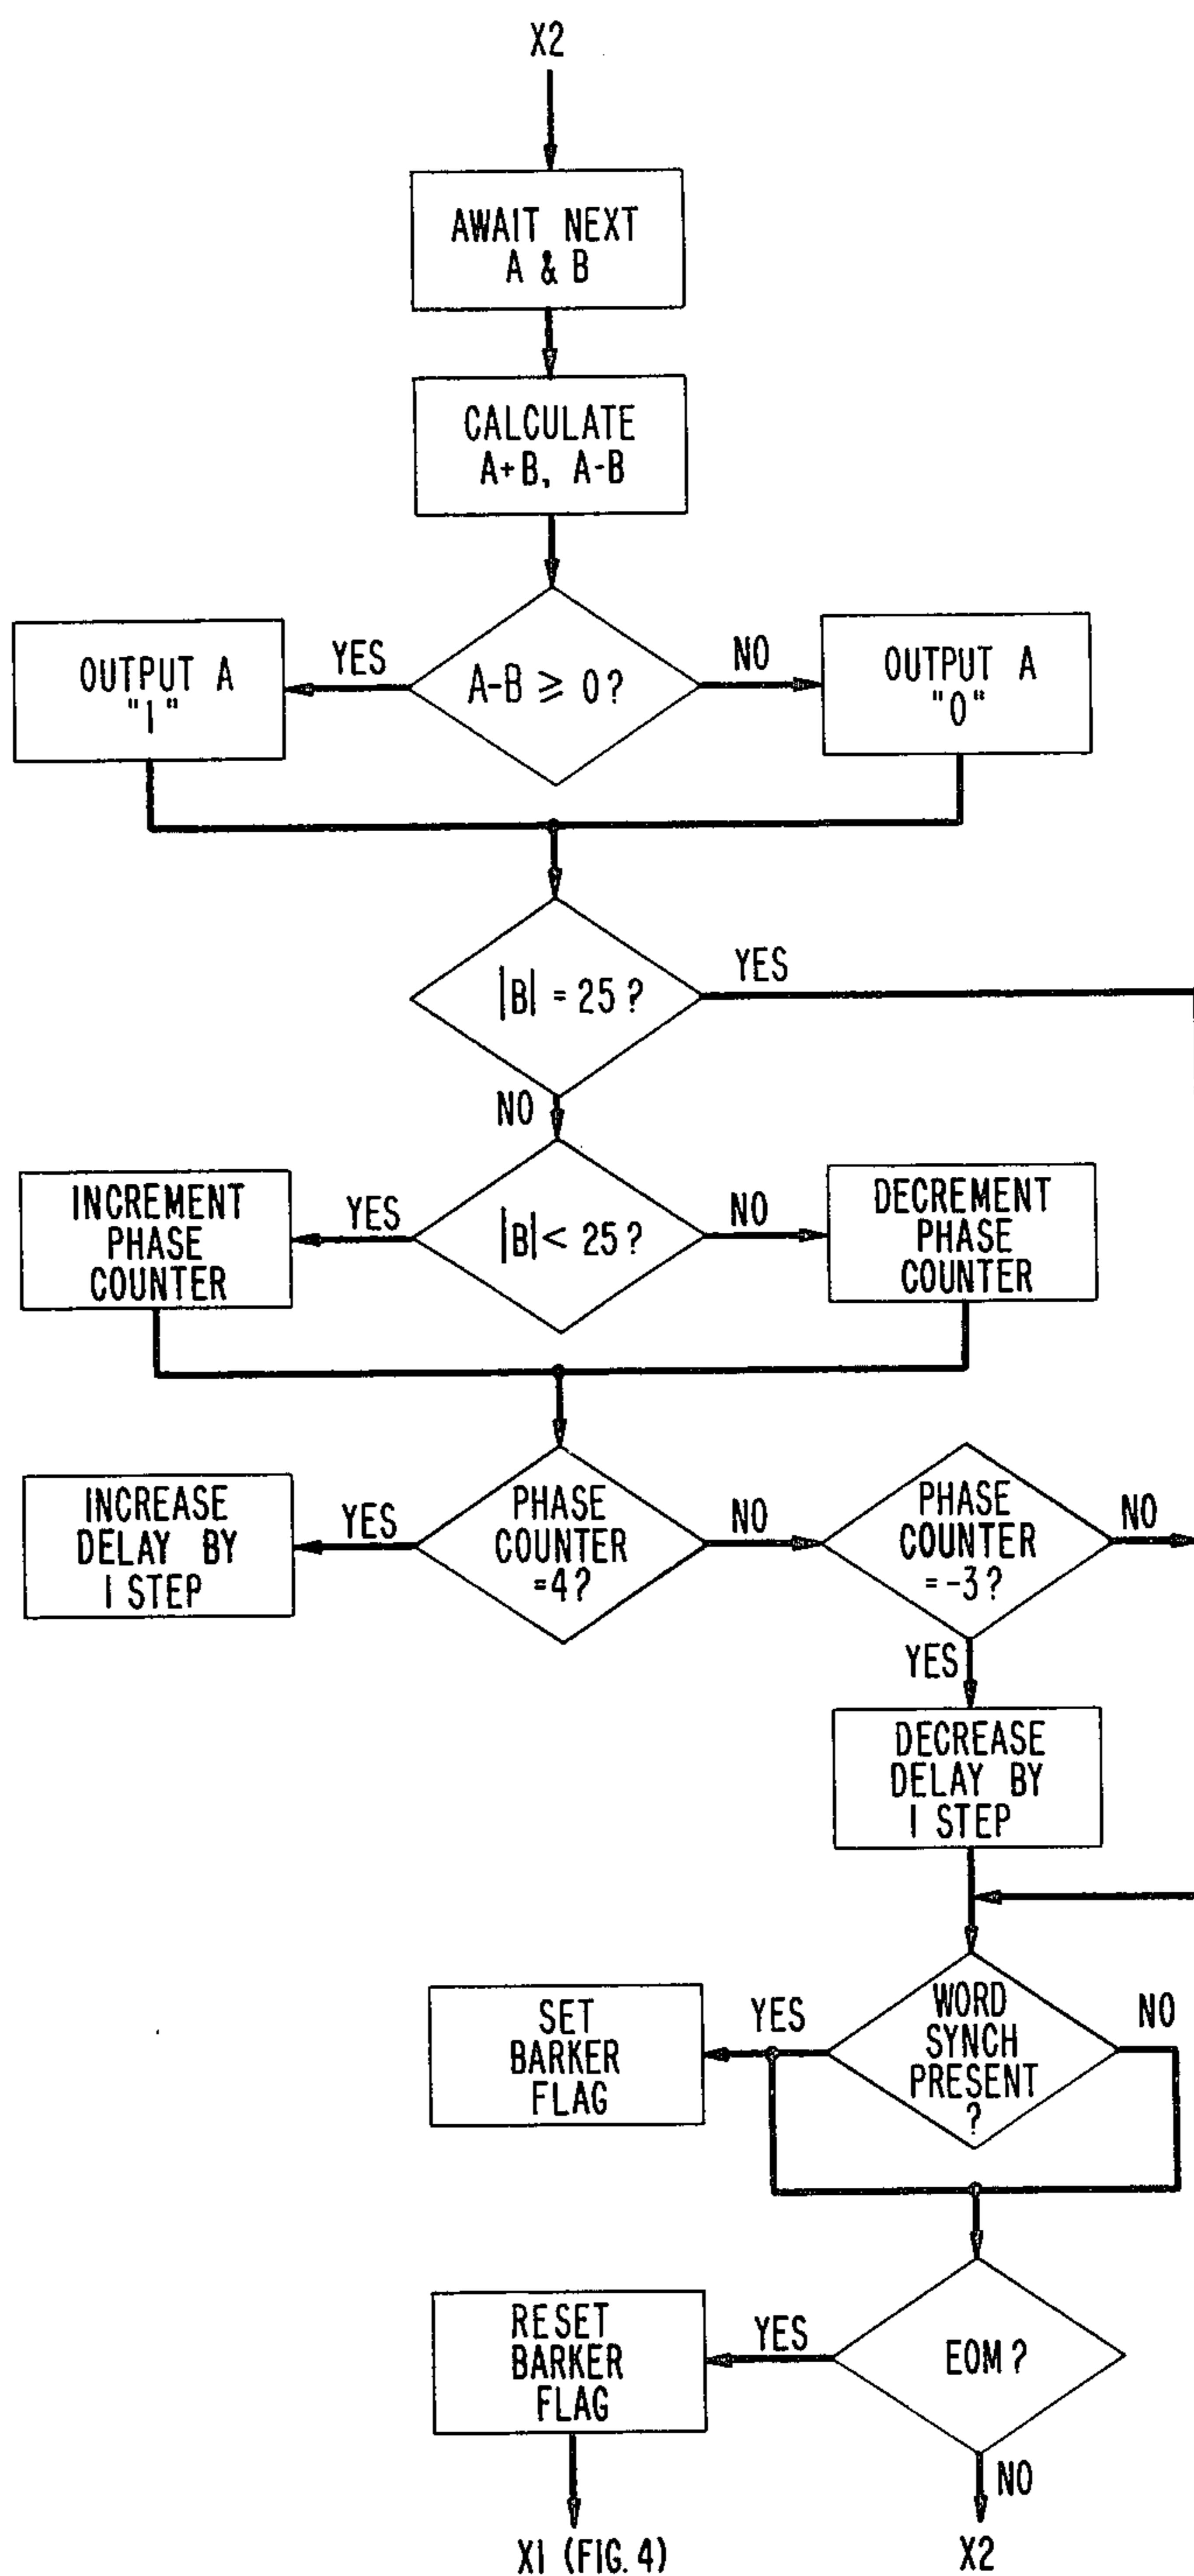 X2
AWAIT NEXT
A & B
CALCULATE
A+B, A-B
A-B ≥ 0?
YES
NO
OUTPUT A
"1"
OUTPUT A
"0"
|B| = 25?
YES
NO
|B| < 25?
YES
NO
INCREMENT
PHASE
COUNTER
DECREMENT
PHASE
COUNTER
PHASE
COUNTER
=4?
YES
NO
INCREASE
DELAY BY
1 STEP
PHASE
COUNTER
=-3?
NO
YES
DECREASE
DELAY BY
1 STEP
WORD
SYNCH
PRESENT
?
YES
NO
SET
BARKER
FLAG
EOM?
YES
NO
RESET
BARKER
FLAG
X1 (FIG. 4)
X2